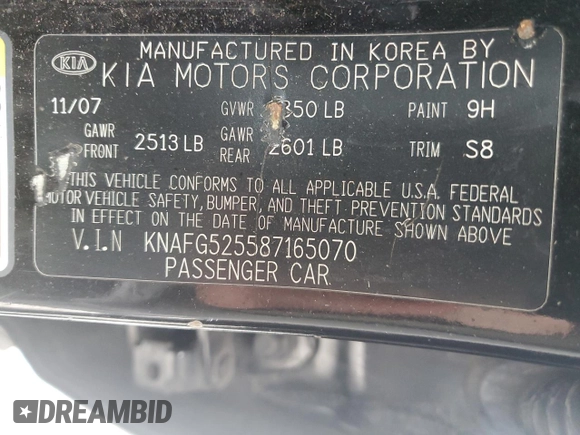 KIA
MANUFACTURED IN KOREA BY
KIA MOTORS CORPORATION
11/07 GVWR LB PAINT 9H
GAWR FRONT 2513 LB GAWR REAR 2601 LB TRIM S8
THIS VEHICLE CONFORMS TO ALL APPLICABLE U.S.A. FEDERAL
MOTOR VEHICLE SAFETY, BUMPER, AND THEFT PREVENTION STANDARDS
IN EFFECT ON THE DATE OF MANUFACTURE SHOWN ABOVE
V.I.N KNAFG525587165070
PASSENGER CAR
DREAMBID